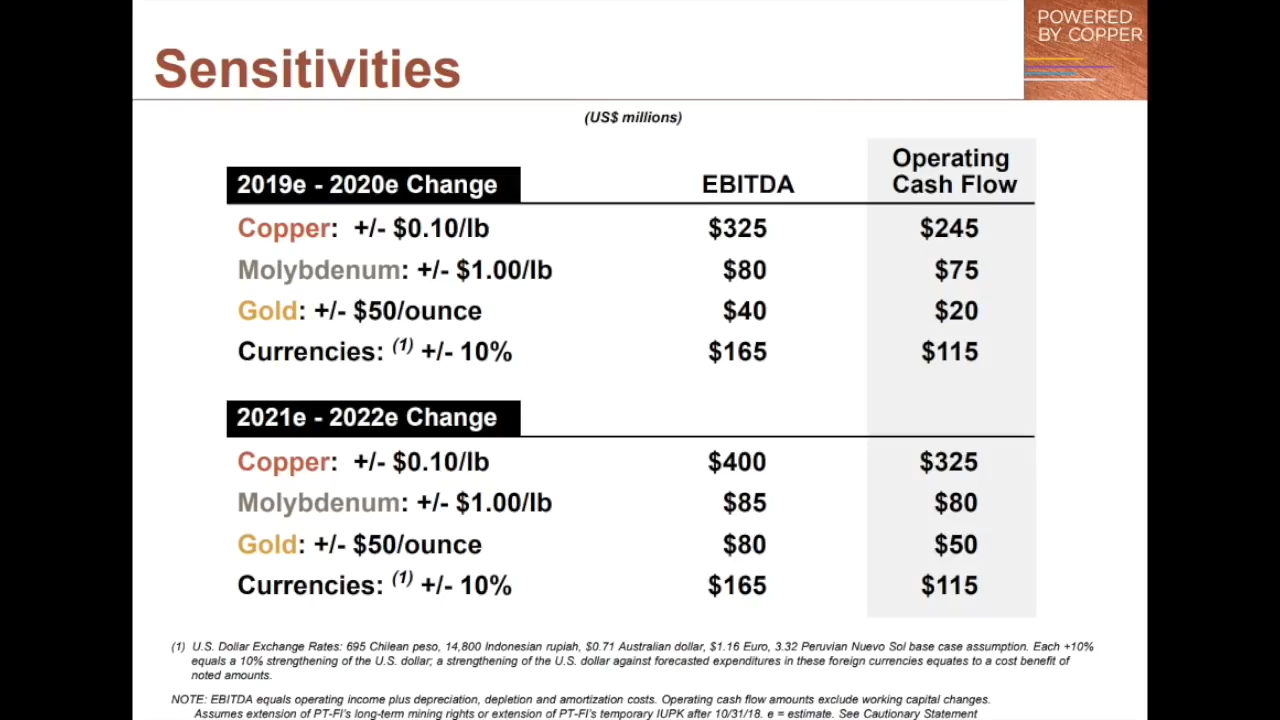 POWERED
BY COPPER
Sensitivities
(US$ millions)
2019e - 2020e Change EBITDA Operating Cash Flow
Copper: +/- $0.10/lb $325 $245
Molybdenum: +/- $1.00/lb $80 $75
Gold: +/- $50/ounce $40 $20
Currencies: (1) +/- 10% $165 $115
2021e - 2022e Change
Copper: +/- $0.10/lb $400 $325
Molybdenum: +/- $1.00/lb $85 $80
Gold: +/- $50/ounce $80 $50
Currencies: (1) +/- 10% $165 $115
(1) U.S. Dollar Exchange Rates: 695 Chilean peso, 14,800 Indonesian rupiah, $0.71 Australian dollar, $1.16 Euro, 3.32 Peruvian Nuevo Sol base case assumption. Each +10%
equals a 10% strengthening of the U.S. dollar; a strengthening of the U.S. dollar against forecasted expenditures in these foreign currencies equates to a cost benefit of
noted amounts.
NOTE: EBITDA equals operating income plus depreciation, depletion and amortization costs. Operating cash flow amounts exclude working capital changes.
Assumes extension of PT-FI's long-term mining rights or extension of PT-FI's temporary IUPK after 10/31/18. e = estimate. See Cautionary Statement